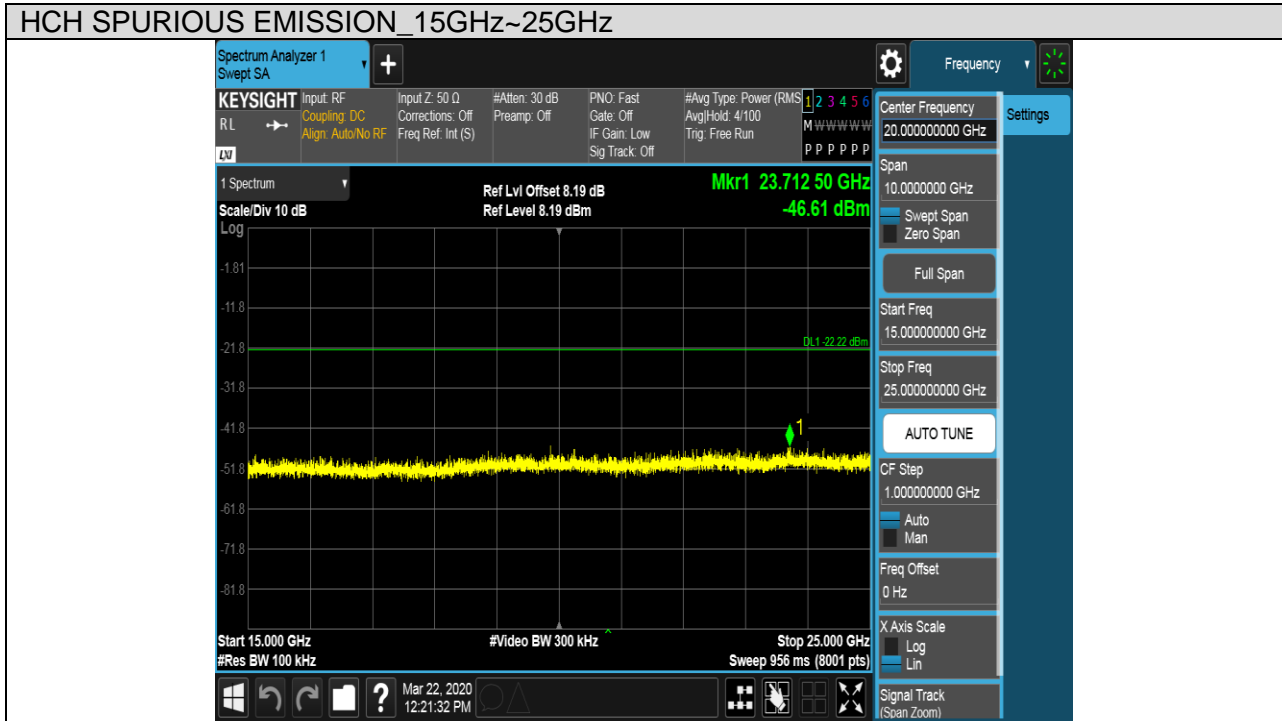 HCH SPURIOUS EMISSION_15GHz~25GHz
Spectrum Analyzer 1
Swept SA
+
Frequency
KEYSIGHT
RL
LXI
Input: RF
Coupling: DC
Align: Auto/No RF
Input Z: 50 Ω
Corrections: Off
Freq Ref: Int (S)
#Atten: 30 dB
Preamp: Off
PNO: Fast
Gate: Off
IF Gain: Low
Sig Track: Off
#Avg Type: Power (RMS
Avg|Hold: 4/100
Trig: Free Run
1 2 3 4 5 6
M W W W W W
P P P P P P
1 Spectrum
Scale/Div 10 dB
Log
Ref Lvl Offset 8.19 dB
Ref Level 8.19 dBm
Mkr1 23.712 50 GHz
-46.61 dBm
-1.81
-11.8
-21.8
DL1 -22.22 dBm
-31.8
-41.8
1
-51.8
-61.8
-71.8
-81.8
Start 15.000 GHz
#Video BW 300 kHz
Stop 25.000 GHz
#Res BW 100 kHz
Sweep 956 ms (8001 pts)
?
Mar 22, 2020
12:21:32 PM
Center Frequency
20.000000000 GHz
Settings
Span
10.0000000 GHz
Swept Span
Zero Span
Full Span
Start Freq
15.000000000 GHz
Stop Freq
25.000000000 GHz
AUTO TUNE
CF Step
1.000000000 GHz
Auto
Man
Freq Offset
0 Hz
X Axis Scale
Log
Lin
Signal Track
(Span Zoom)